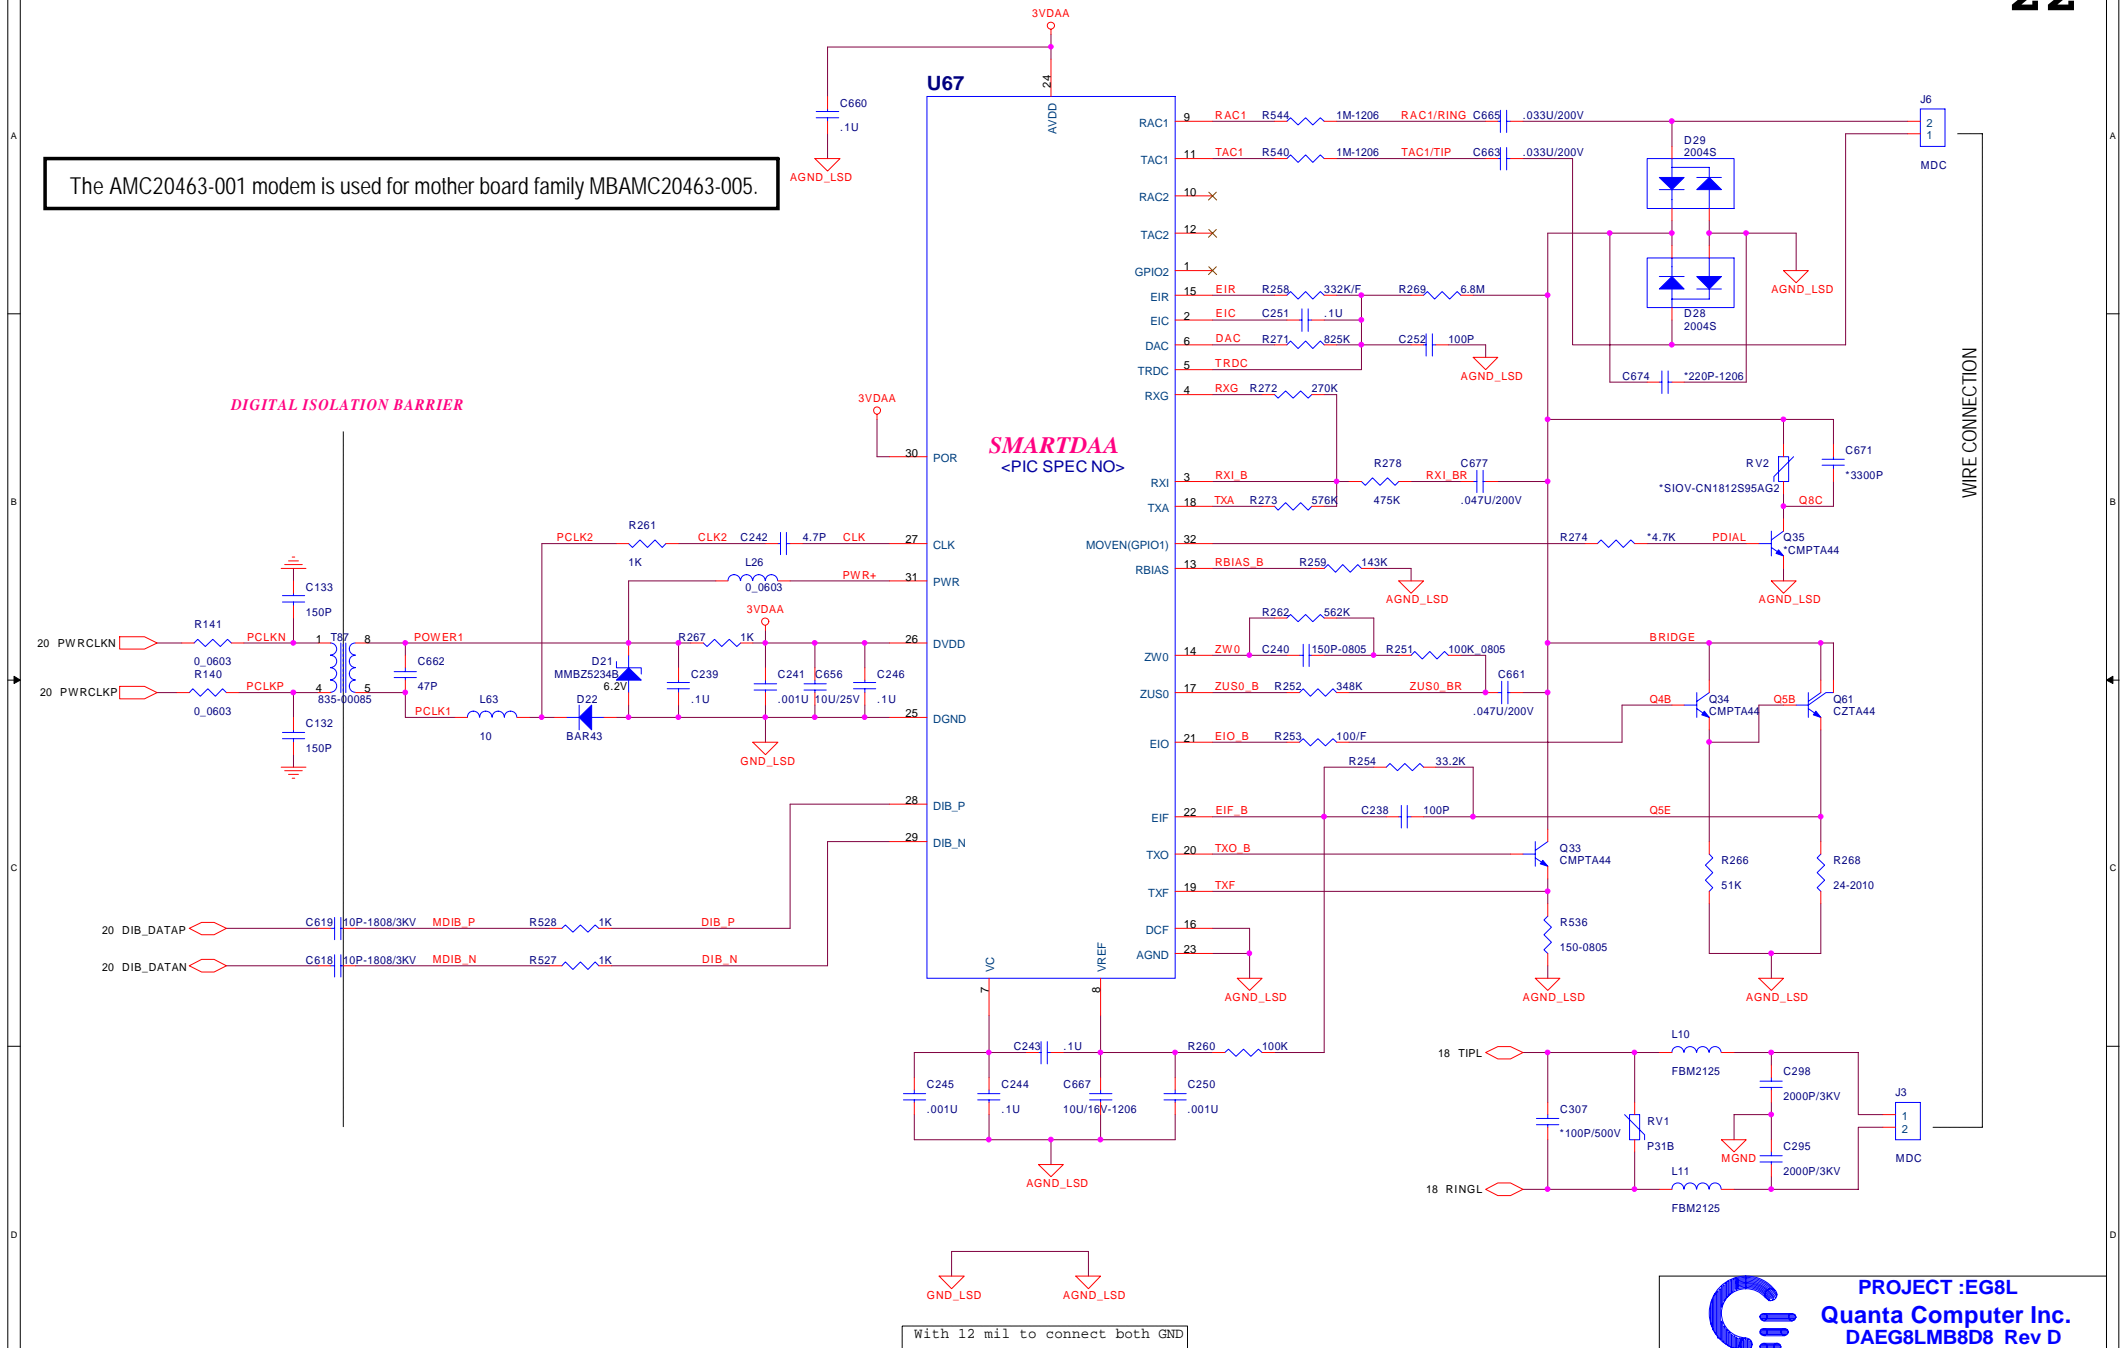 22
3VDAA
C660
.1U
AGND_LSD
The AMC20463-001 modem is used for mother board family MBAMC20463-005.
U67
24
AVDD
SMARTDAA
<PIC SPEC NO>
RAC1 9 RAC1 R544 1M-1206 RAC1/RING C665 .033U/200V
TAC1 11 TAC1 R540 1M-1206 TAC1/TIP C663 .033U/200V
RAC2 10
TAC2 12
GPIO2 1
EIR 15 EIR R258 332K/F R269 6.8M
EIC 2 EIC C251 .1U
DAC 6 DAC R271 825K C252 100P
AGND_LSD
TRDC 5 TRDC
RXG 4 RXG R272 270K
RXI 3 RXI_B R278 475K RXI_BR C677 .047U/200V
TXA 18 TXA R273 576K
MOVEN(GPIO1) 32 R274 *4.7K PDIAL
RBIAS 13 RBIAS_B R259 143K
AGND_LSD
R262 562K
ZW0 14 ZW0 C240 150P-0805 R251 100K_0805
ZUS0 17 ZUS0_B R252 348K ZUS0_BR C661 .047U/200V
EIO 21 EIO_B R253 100/F
R254 33.2K
EIF 22 EIF_B C238 100P Q5E
TXO 20 TXO_B
TXF 19 TXF
DCF 16
AGND 23
AGND_LSD
J6
2
1
MDC
D29
2004S
AGND_LSD
D28
2004S
C674 *220P-1206
WIRE CONNECTION
RV2
*SIOV-CN1812S95AG2
C671
*3300P
Q8C
Q35
*CMPTA44
AGND_LSD
BRIDGE
Q4B
Q34
CMPTA44
Q5B
Q61
CZTA44
Q33
CMPTA44
R266
51K
R268
24-2010
R536
150-0805
AGND_LSD
AGND_LSD
DIGITAL ISOLATION BARRIER
3VDAA
30 POR
PCLK2 R261 1K CLK2 C242 4.7P CLK 27 CLK
L26
0_0603
PWR+ 31 PWR
3VDAA
C133
150P
20 PWRCLKN R141 0_0603 PCLKN 1 T87 8 POWER1 R267 1K 26 DVDD
20 PWRCLKP R140 0_0603 PCLKP 4 5
835-00085
C132
150P
C662
47P
PCLK1
L63
10
D21
MMBZ5234B
6.2V
D22
BAR43
C239
.1U
C241
.001U
C656
10U/25V
C246
.1U
25 DGND
GND_LSD
28 DIB_P
29 DIB_N
20 DIB_DATAP C619 10P-1808/3KV MDIB_P R528 1K DIB_P
20 DIB_DATAN C618 10P-1808/3KV MDIB_N R527 1K DIB_N
VC
7
VREF
8
C243 .1U
R260 100K
C245
.001U
C244
.1U
C667
10U/16V-1206
C250
.001U
AGND_LSD
18 TIPL
L10
FBM2125
C307
*100P/500V
RV1
P31B
C298
2000P/3KV
MGND
C295
2000P/3KV
J3
1
2
MDC
18 RINGL
L11
FBM2125
GND_LSD
AGND_LSD
With 12 mil to connect both GND
PROJECT :EG8L
Quanta Computer Inc.
DAEG8LMB8D8 Rev D
A
B
C
D
A
B
C
D